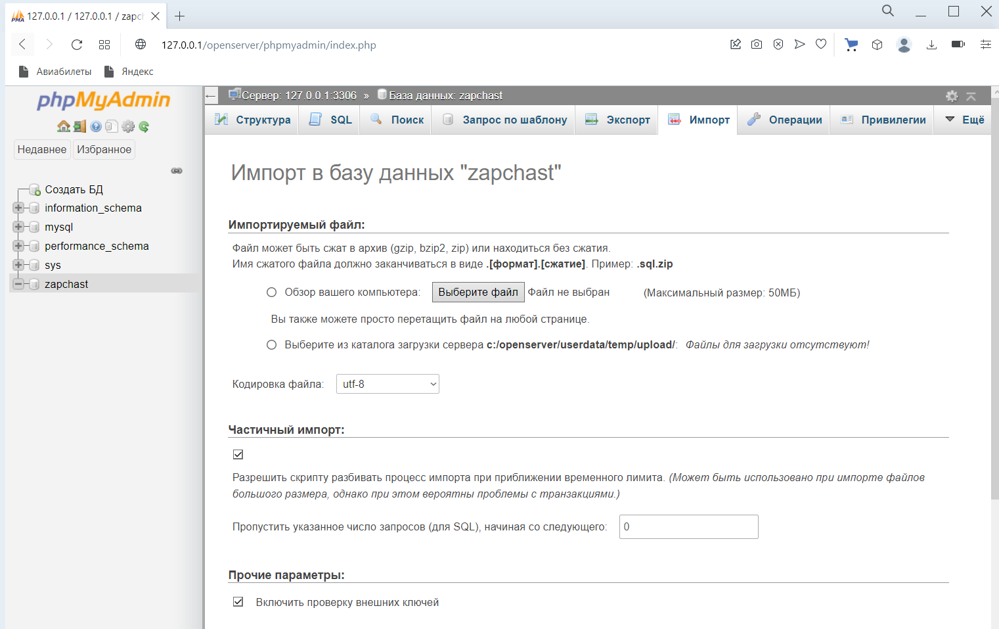 127.0.0.1 / 127.0.0.1 / zapch
127.0.0.1/openserver/phpmyadmin/index.php
Авиабилеты
Яндекс
phpMyAdmin
Недавнее
Избранное
Создать БД
information_schema
mysql
performance_schema
sys
zapchast
Сервер: 127.0.0.1:3306 » База данных: zapchast
Структура
SQL
Поиск
Запрос по шаблону
Экспорт
Импорт
Операции
Привилегии
Ещё
Импорт в базу данных "zapchast"
Импортируемый файл:
Файл может быть сжат в архив (gzip, bzip2, zip) или находиться без сжатия.
Имя сжатого файла должно заканчиваться в виде .[формат].[сжатие]. Пример: .sql.zip
Обзор вашего компьютера: Выберите файл Файл не выбран (Максимальный размер: 50МБ)
Вы также можете просто перетащить файл на любой странице.
Выберите из каталога загрузки сервера c:/openserver/userdata/temp/upload/: Файлы для загрузки отсутствуют!
Кодировка файла: utf-8
Частичный импорт:
Разрешить скрипту разбивать процесс импорта при приближении временного лимита. (Может быть использовано при импорте файлов
большого размера, однако при этом вероятны проблемы с транзакциями.)
Пропустить указанное число запросов (для SQL), начиная со следующего: 0
Прочие параметры:
Включить проверку внешних ключей